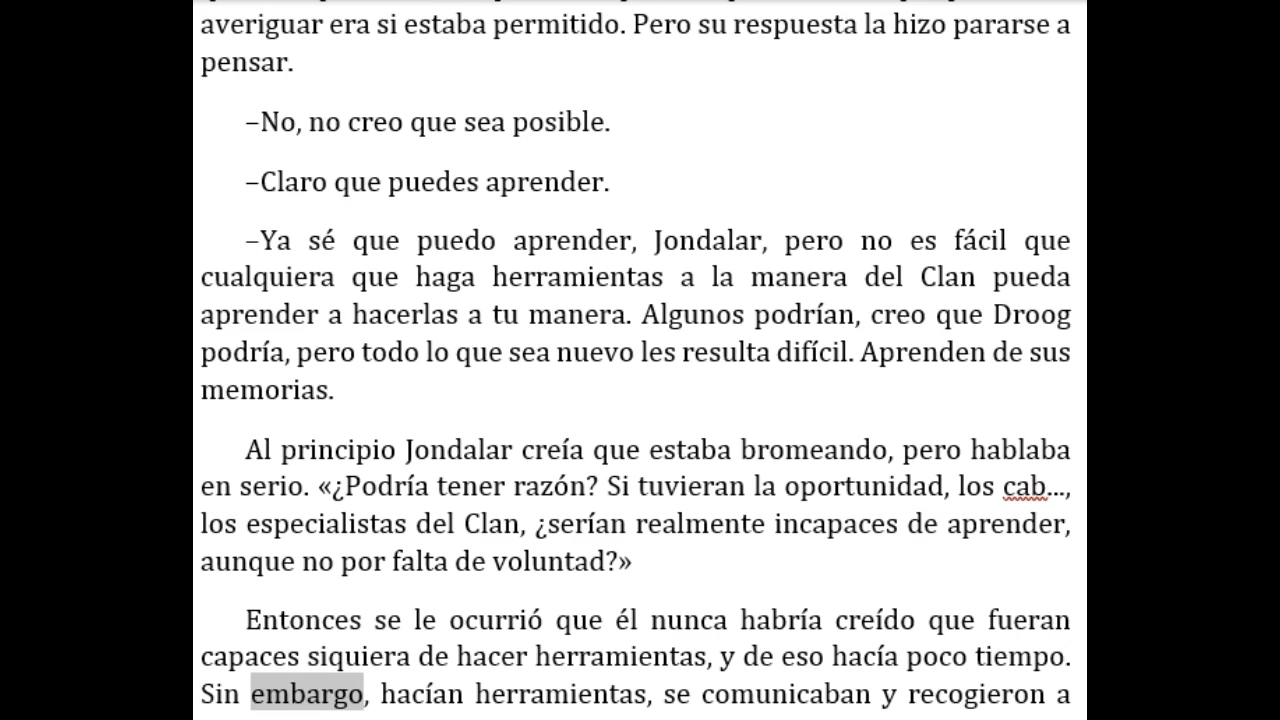 averiguar era si estaba permitido. Pero su respuesta la hizo pararse a
pensar.
–No, no creo que sea posible.
–Claro que puedes aprender.
–Ya sé que puedo aprender, Jondalar, pero no es fácil que
cualquiera que haga herramientas a la manera del Clan pueda
aprender a hacerlas a tu manera. Algunos podrían, creo que Droog
podría, pero todo lo que sea nuevo les resulta difícil. Aprenden de sus
memorias.
Al principio Jondalar creía que estaba bromeando, pero hablaba
en serio. «¿Podría tener razón? Si tuvieran la oportunidad, los cab...,
los especialistas del Clan, ¿serían realmente incapaces de aprender,
aunque no por falta de voluntad?»
Entonces se le ocurrió que él nunca habría creído que fueran
capaces siquiera de hacer herramientas, y de eso hacía poco tiempo.
Sin embargo, hacían herramientas, se comunicaban y recogieron a